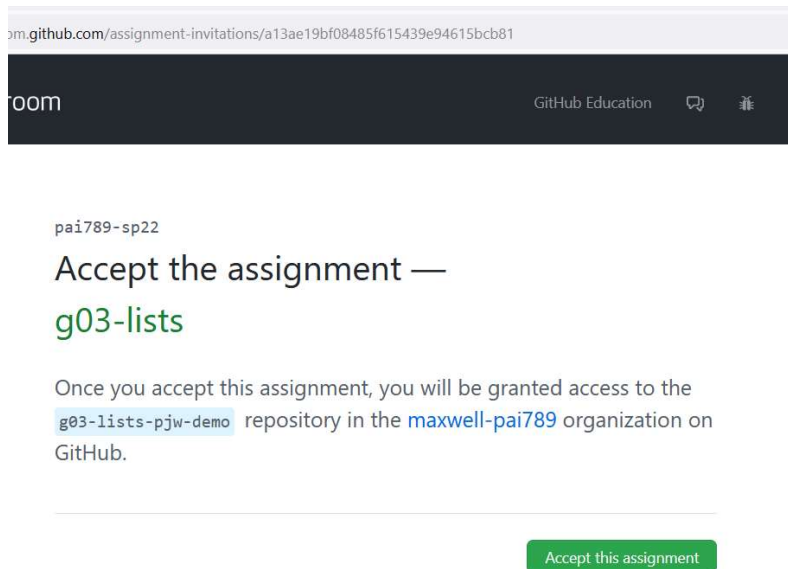 om.github.com/assignment-invitations/a13ae19bf08485f615439e94615bcb81
room
GitHub Education
pai789-sp22
Accept the assignment —
g03-lists
Once you accept this assignment, you will be granted access to the
g03-lists-pjw-demo repository in the maxwell-pai789 organization on
GitHub.
Accept this assignment